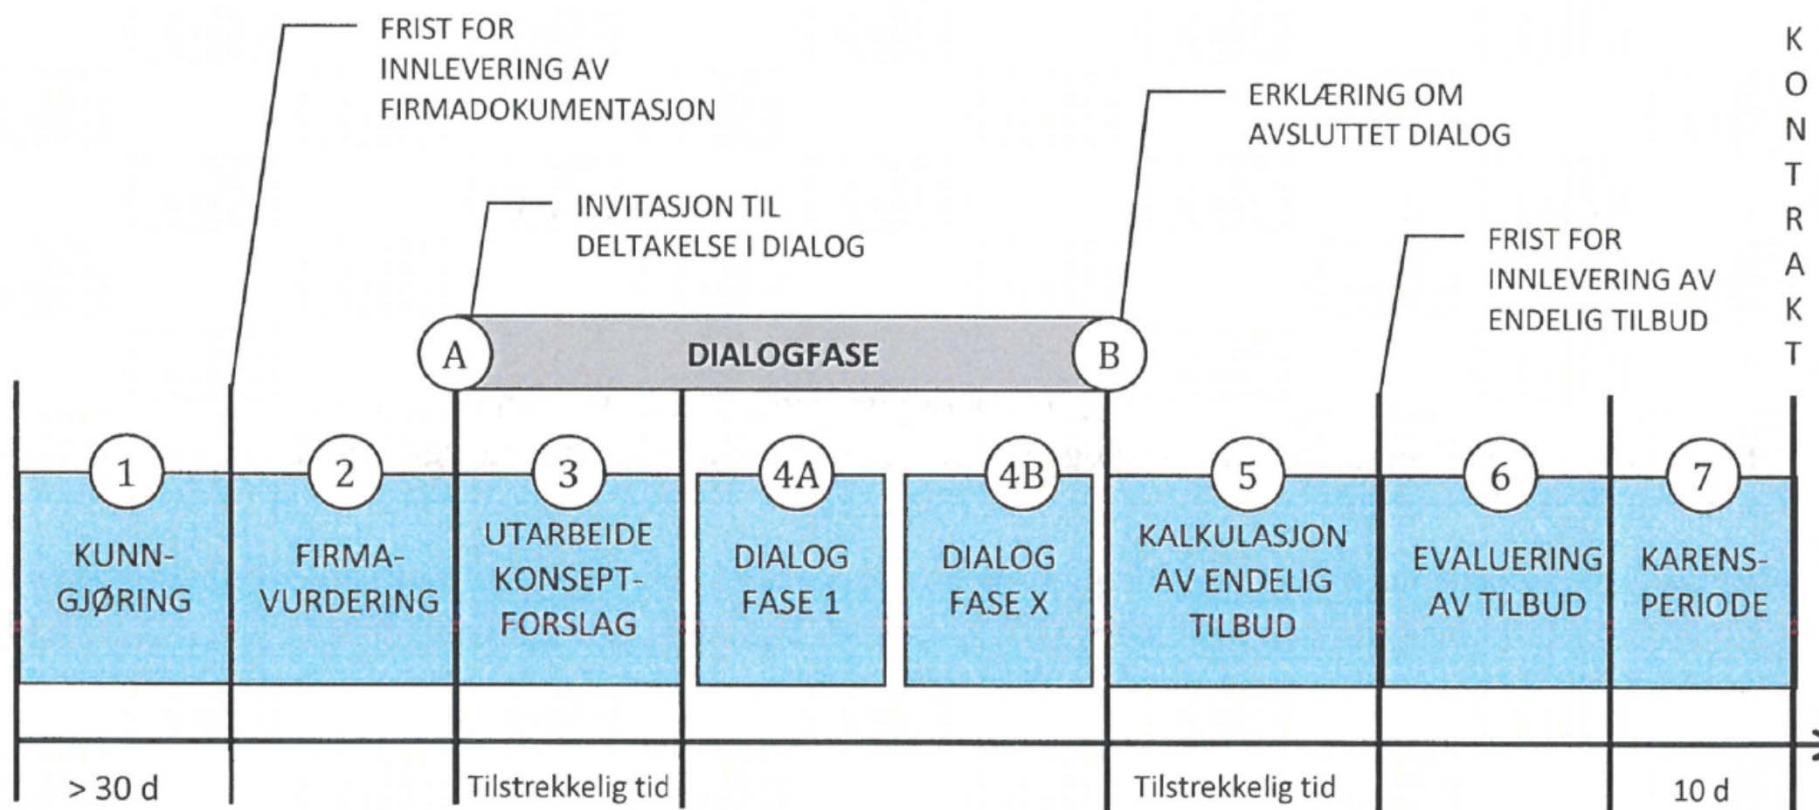 FRIST FOR
INNLEVERING AV
FIRMADOKUMENTASJON
INVITASJON TIL
DELTAKELSE I DIALOG
ERKLÆRING OM
AVSLUTTET DIALOG
FRIST FOR
INNLEVERING AV
ENDELIG TILBUD
K
O
N
T
R
A
K
T
A
DIALOGFASE
B
1
KUNN-
GJØRING
2
FIRMA-
VURDERING
3
UTARBEIDE
KONSEPT-
FORSLAG
4A
DIALOG
FASE 1
4B
DIALOG
FASE X
5
KALKULASJON
AV ENDELIG
TILBUD
6
EVALUERING
AV TILBUD
7
KARENS-
PERIODE
> 30 d
Tilstrekkelig tid
Tilstrekkelig tid
10 d